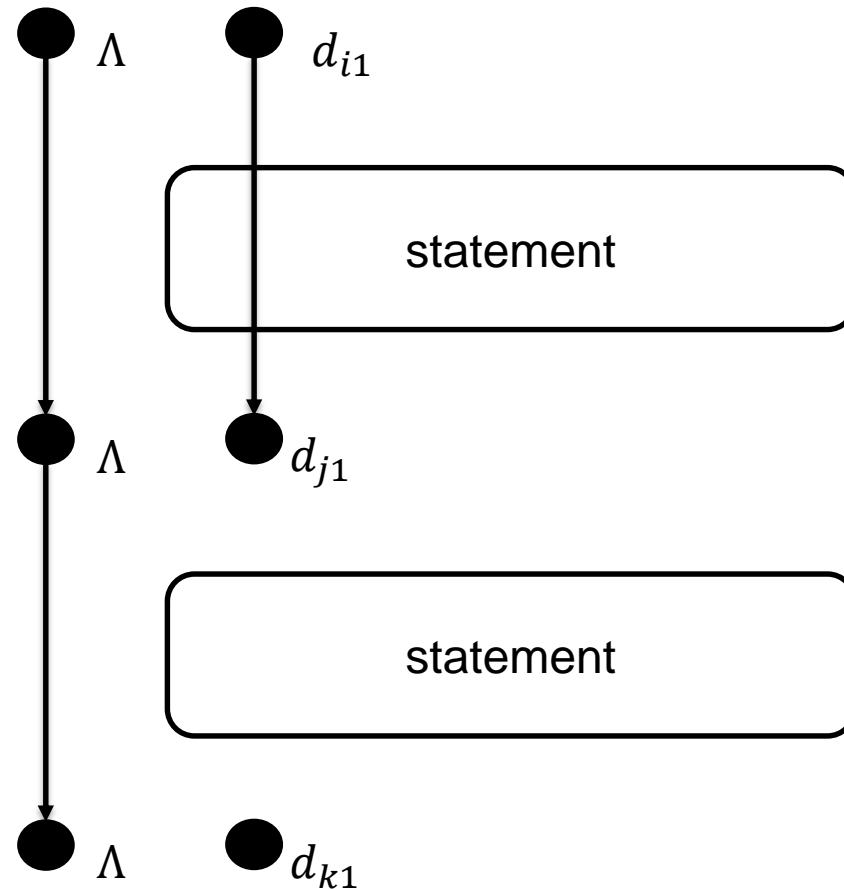 Λ d_{i1}
statement
Λ d_{j1}
statement
Λ d_{k1}